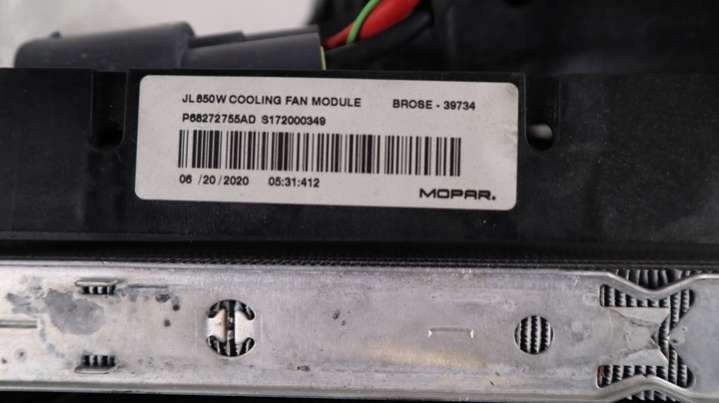 JL 850W COOLING FAN MODULE BROSE - 39734
P68272755AD S172000349
06 /20/2020 05:31:412
MOPAR.